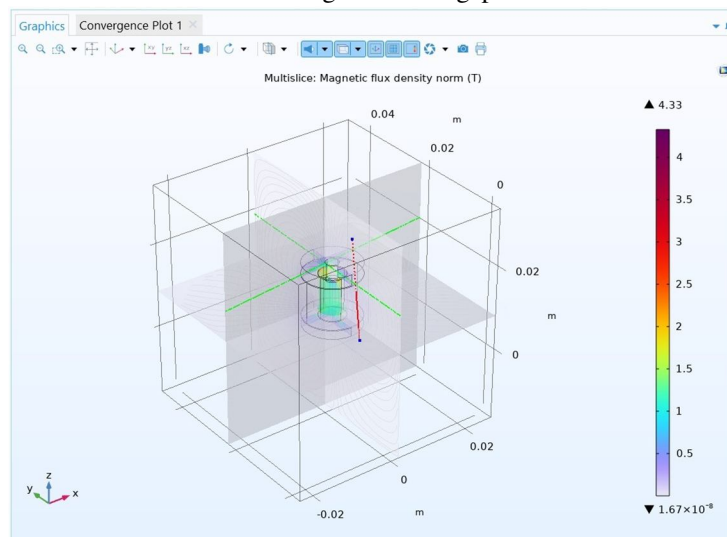 Graphics Convergence Plot 1
Multislice: Magnetic flux density norm (T)
▲ 4.33
0.04
m
4
0.02
0
3.5
3
0.02
2.5
m
2
0
1.5
1
0.02
0.5
0
-0.02
m
▼ 1.67×10⁻⁸
z
y
x